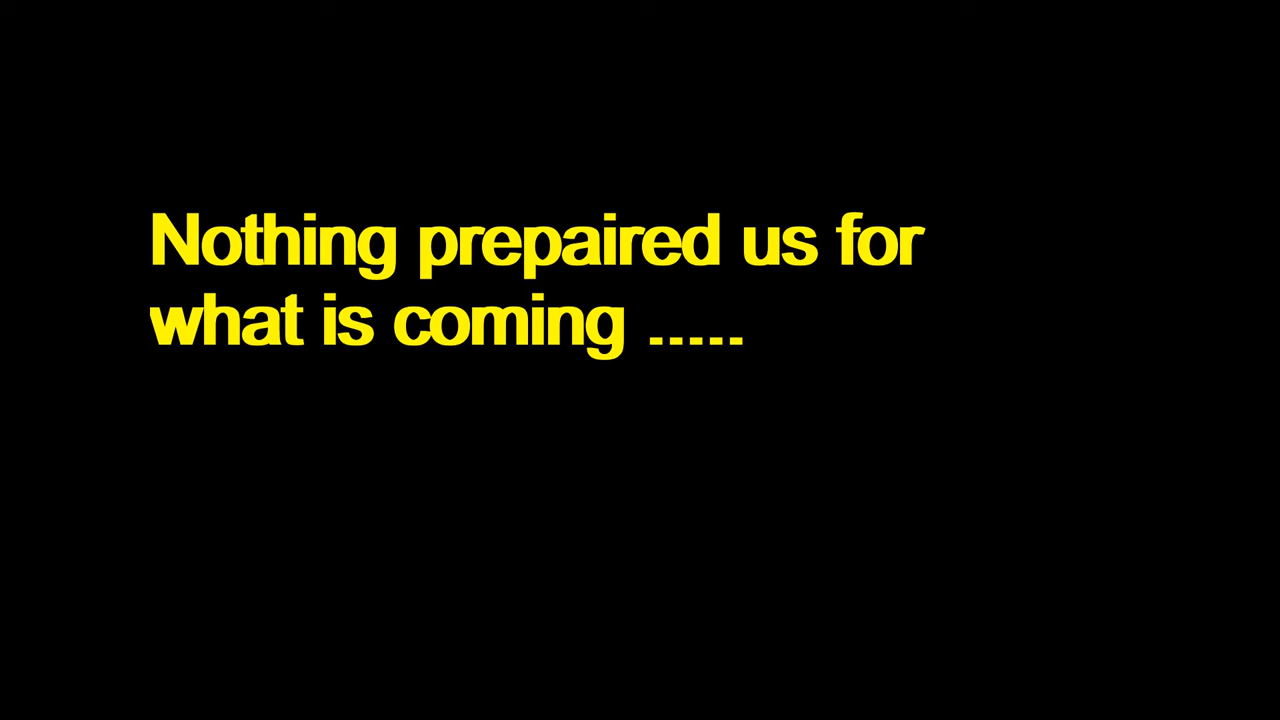 Nothing prepaired us for
what is coming .....